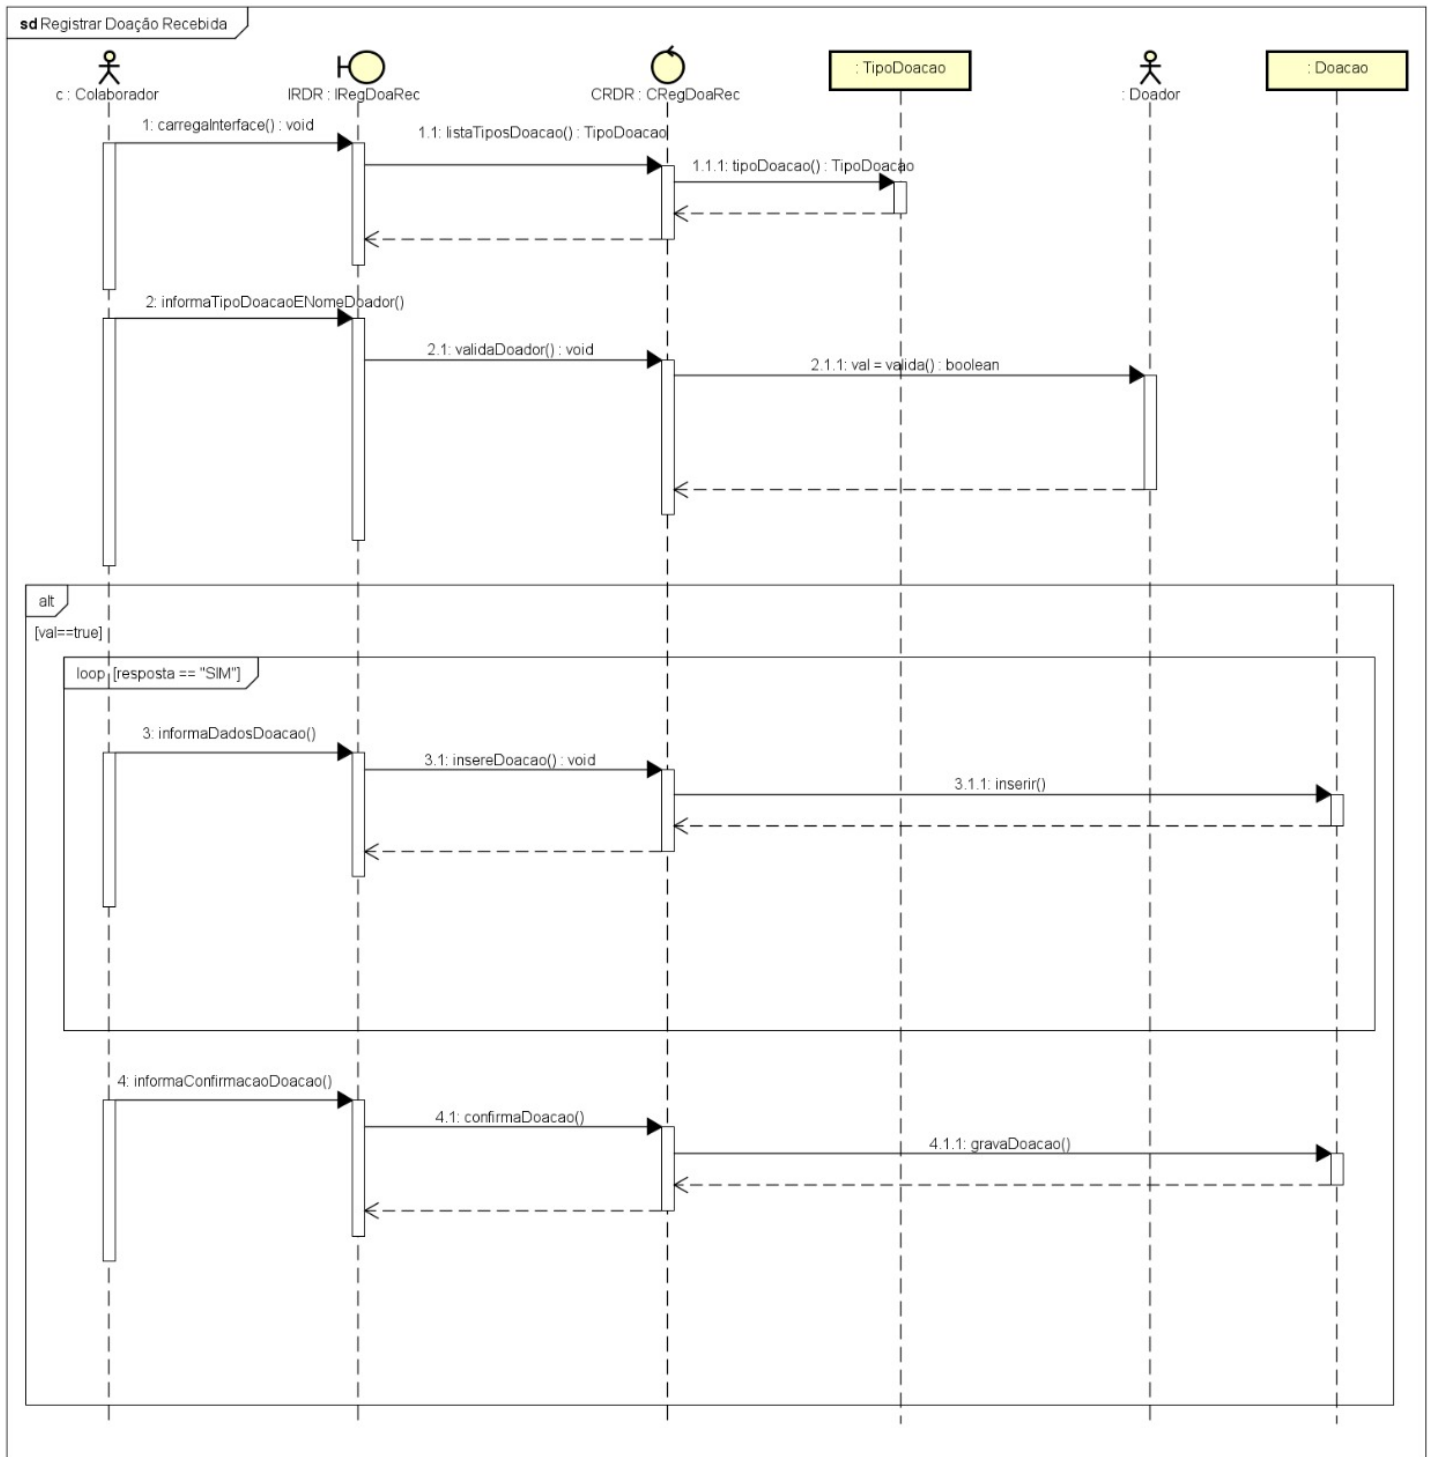 sd Registrar Doação Recebida
c : Colaborador
IRDR : IRegDoaRec
CRDR : CRegDoaRec
: TipoDoacao
: Doador
: Doacao
1: carregaInterface() : void
1.1: listaTiposDoacao() : TipoDoacao
1.1.1: tipoDoacao() : TipoDoacao
2: informaTipoDoacaoENomeDoador()
2.1: validaDoador() : void
2.1.1: val = valida() : boolean
alt
[val==true]
loop [resposta == "SIM"]
3: informaDadosDoacao()
3.1: insereDoacao() : void
3.1.1: inserir()
4: informaConfirmacaoDoacao()
4.1: confirmaDoacao()
4.1.1: gravaDoacao()